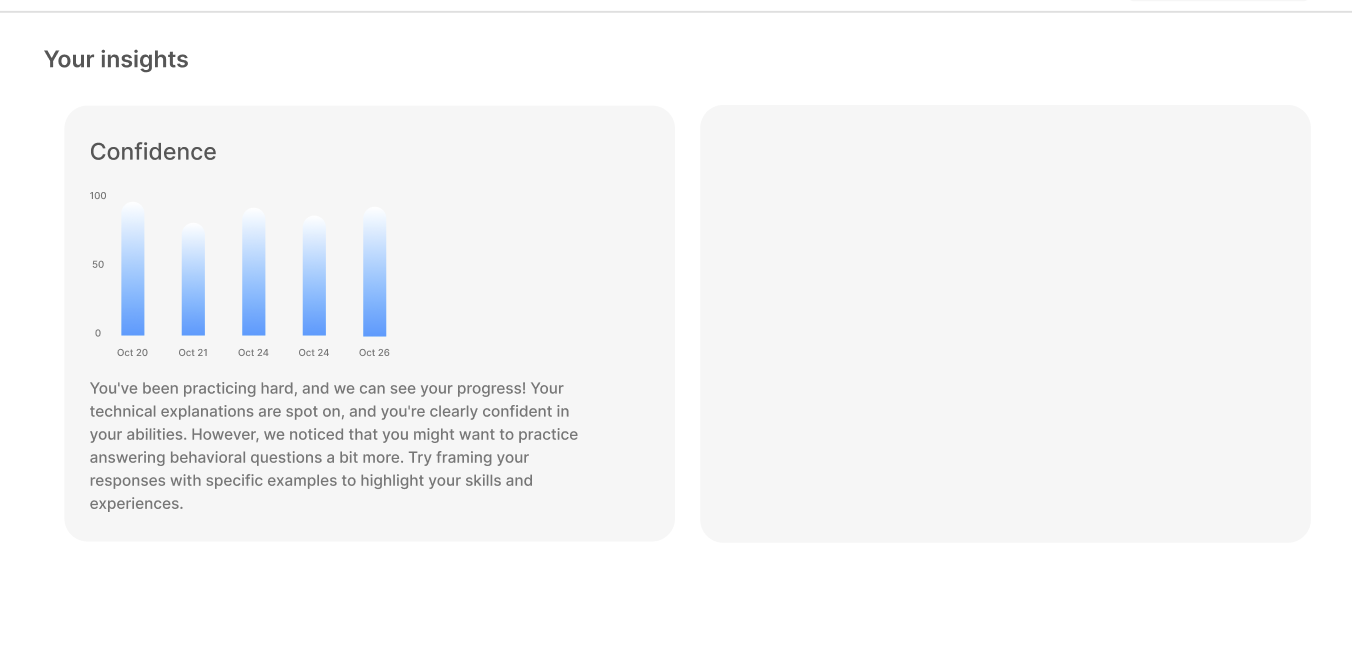 Your insights
Confidence
100
50
0
Oct 20 Oct 21 Oct 24 Oct 24 Oct 26
You've been practicing hard, and we can see your progress! Your
technical explanations are spot on, and you're clearly confident in
your abilities. However, we noticed that you might want to practice
answering behavioral questions a bit more. Try framing your
responses with specific examples to highlight your skills and
experiences.